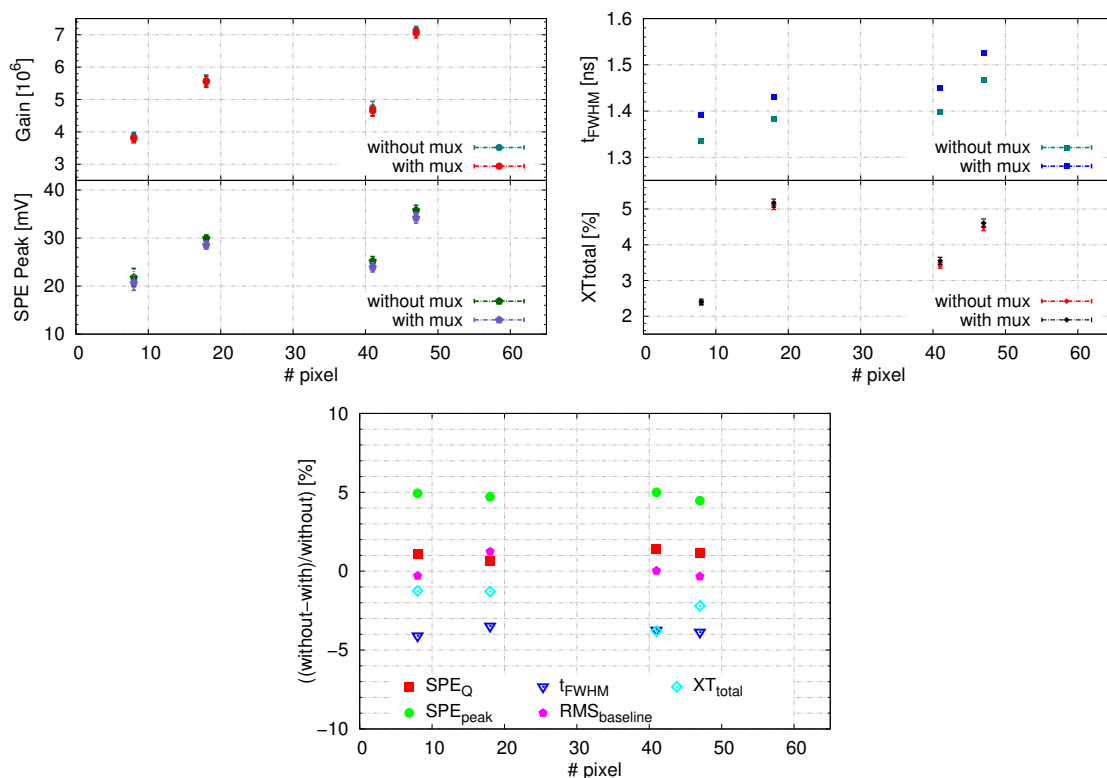 7
6
5
4
3
Gain [10⁶]
without mux
with mux
40
30
20
10
SPE Peak [mV]
without mux
with mux
0 10 20 30 40 50 60
# pixel
1.6
1.5
1.4
1.3
t_FWHM [ns]
without mux
with mux
5
4
3
2
XTtotal [%]
without mux
with mux
0 10 20 30 40 50 60
# pixel
10
5
0
−5
−10
((without−with)/without) [%]
SPE_Q t_FWHM XT_total
SPE_peak RMS_baseline
0 10 20 30 40 50 60
# pixel